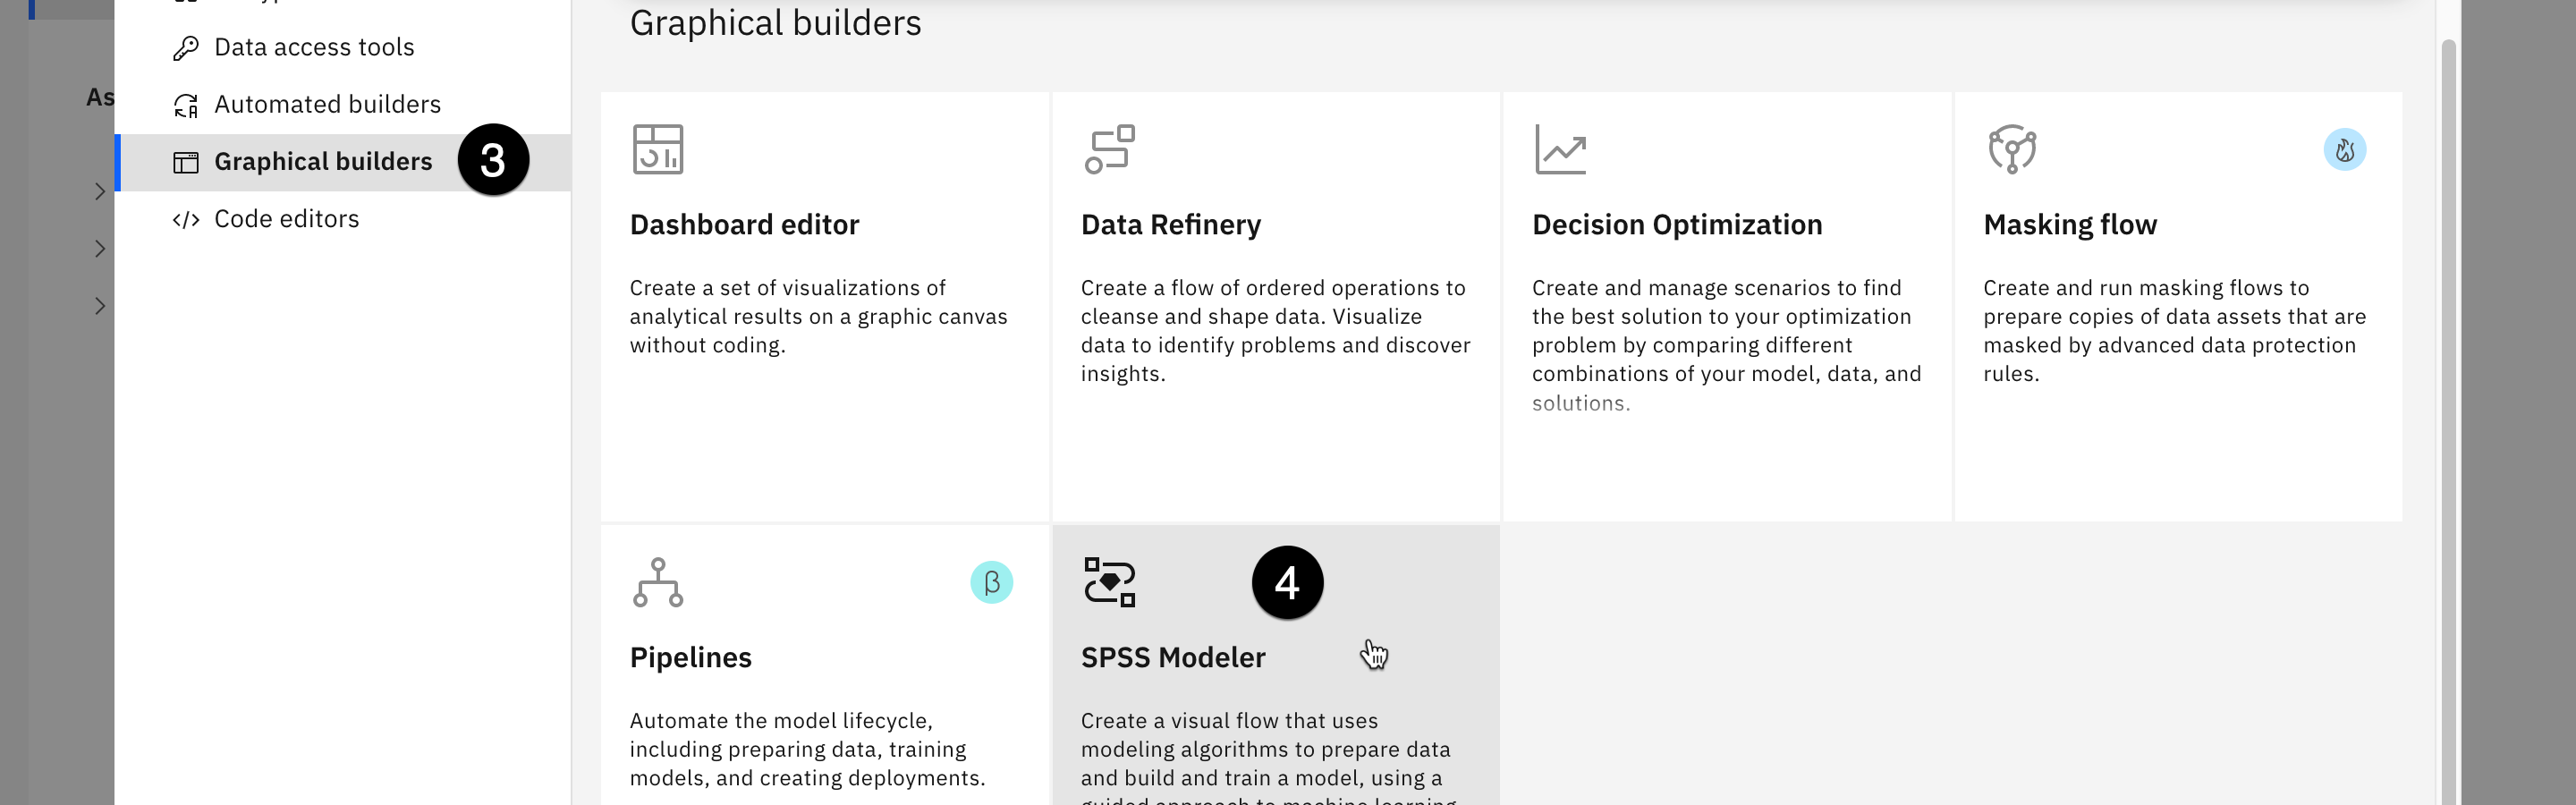 As
Data access tools
Automated builders
Graphical builders
3
Code editors
Graphical builders
Dashboard editor
Create a set of visualizations of
analytical results on a graphic canvas
without coding.
Data Refinery
Create a flow of ordered operations to
cleanse and shape data. Visualize
data to identify problems and discover
insights.
Decision Optimization
Create and manage scenarios to find
the best solution to your optimization
problem by comparing different
combinations of your model, data, and
solutions.
Masking flow
Create and run masking flows to
prepare copies of data assets that are
masked by advanced data protection
rules.
β
Pipelines
Automate the model lifecycle,
including preparing data, training
models, and creating deployments.
4
SPSS Modeler
Create a visual flow that uses
modeling algorithms to prepare data
and build and train a model, using a
guided approach to machine learning